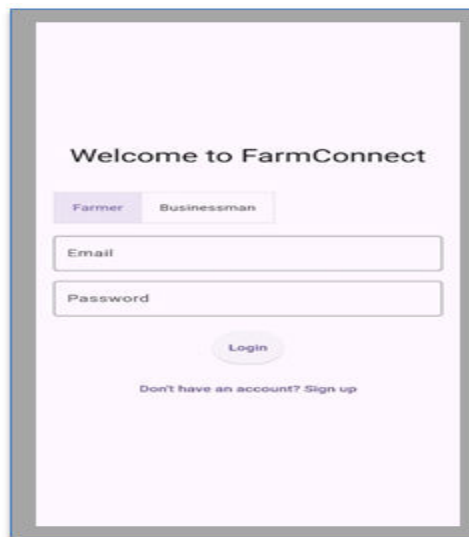 Welcome to FarmConnect
Farmer Businessman
Email
Password
Login
Don't have an account? Sign up